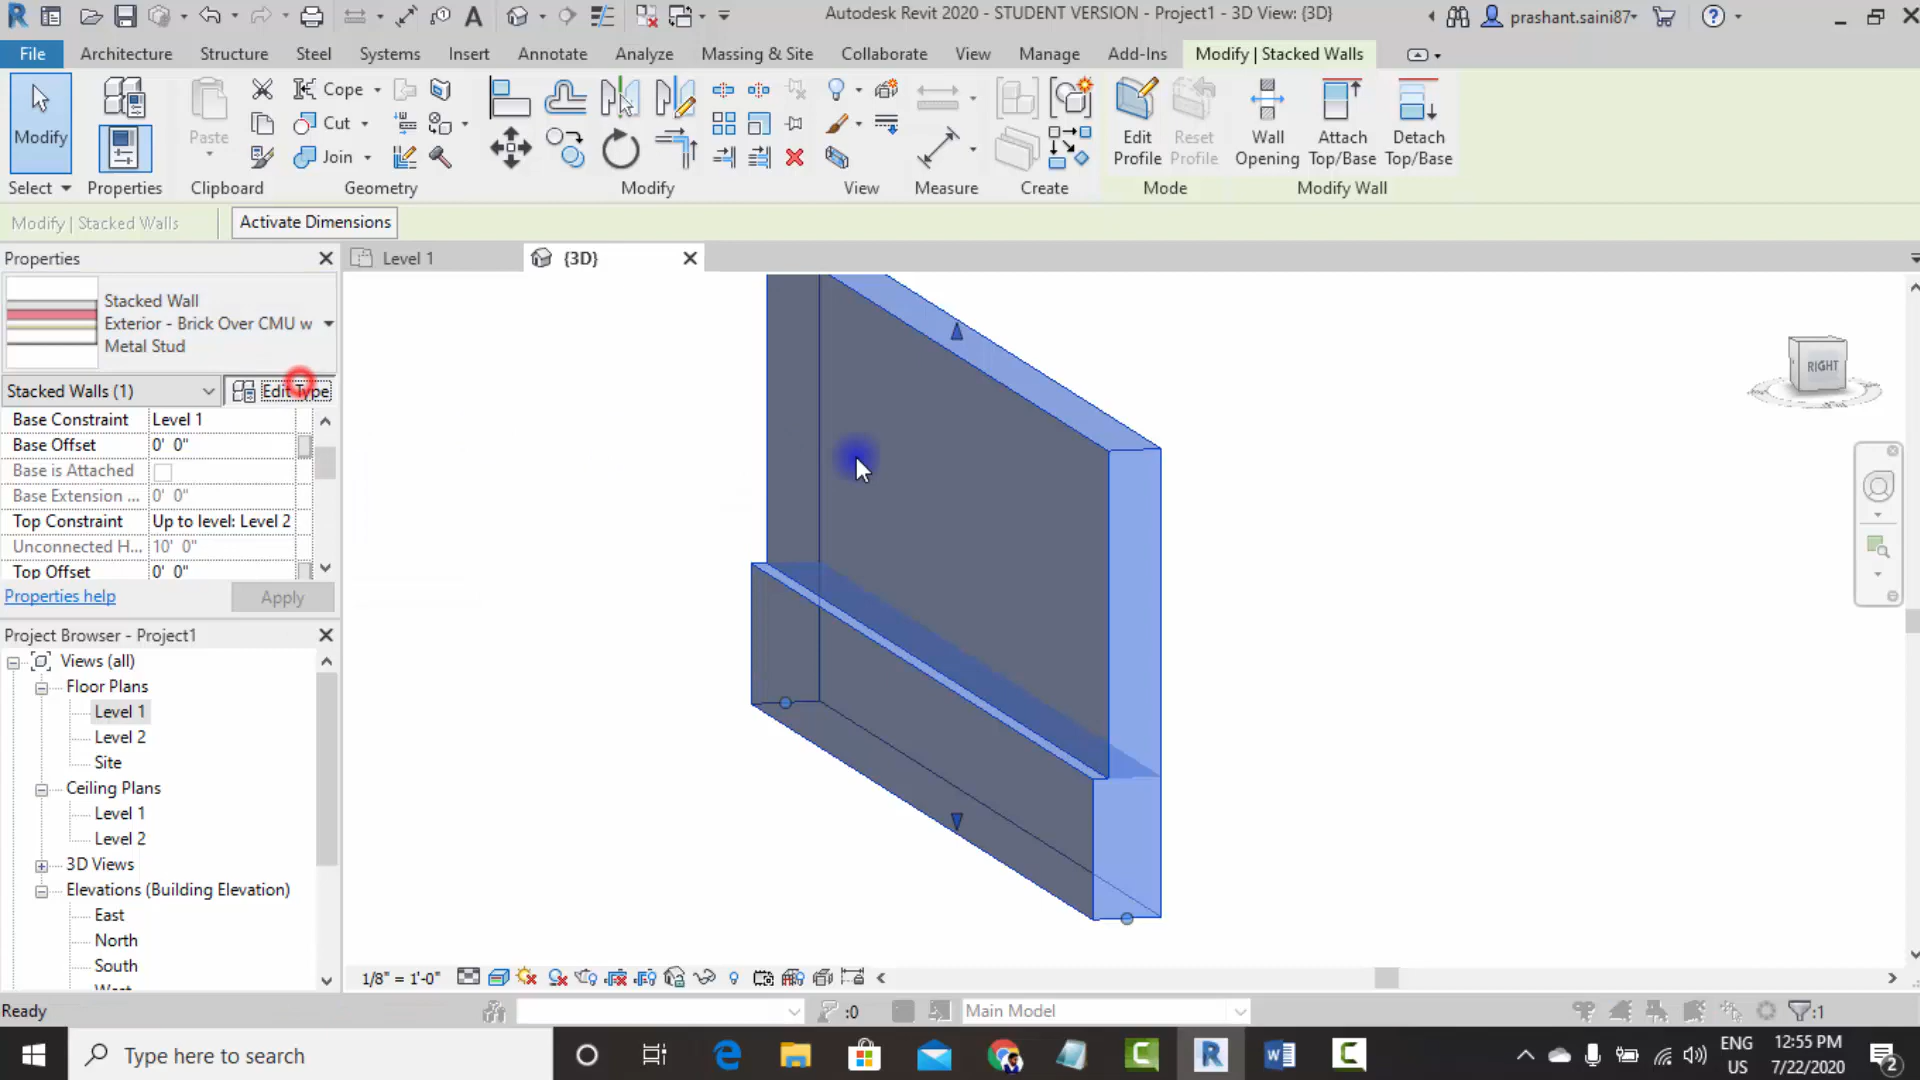 Autodesk Revit 2020 - STUDENT VERSION - Project1 - 3D View: {3D}
prashant.saini87
File Architecture Structure Steel Systems Insert Annotate Analyze Massing & Site Collaborate View Manage Add-Ins Modify | Stacked Walls
Modify
Paste
Cope
Cut
Join
Edit Profile
Reset Profile
Wall Opening
Attach Top/Base
Detach Top/Base
Select Properties Clipboard Geometry Modify View Measure Create Mode Modify Wall
Modify | Stacked Walls Activate Dimensions
Properties
Level 1
{3D}
Stacked Wall
Exterior - Brick Over CMU w
Metal Stud
Stacked Walls (1) Edit Type
Base Constraint Level 1
Base Offset 0' 0"
Base is Attached
Base Extension ... 0' 0"
Top Constraint Up to level: Level 2
Unconnected H... 10' 0"
Top Offset 0' 0"
Properties help Apply
RIGHT
Project Browser - Project1
Views (all)
Floor Plans
Level 1
Level 2
Site
Ceiling Plans
Level 1
Level 2
3D Views
Elevations (Building Elevation)
East
North
South
1/8" = 1'-0"
Ready
:0
Main Model
:1
Type here to search
ENG
US
12:55 PM
7/22/2020
2